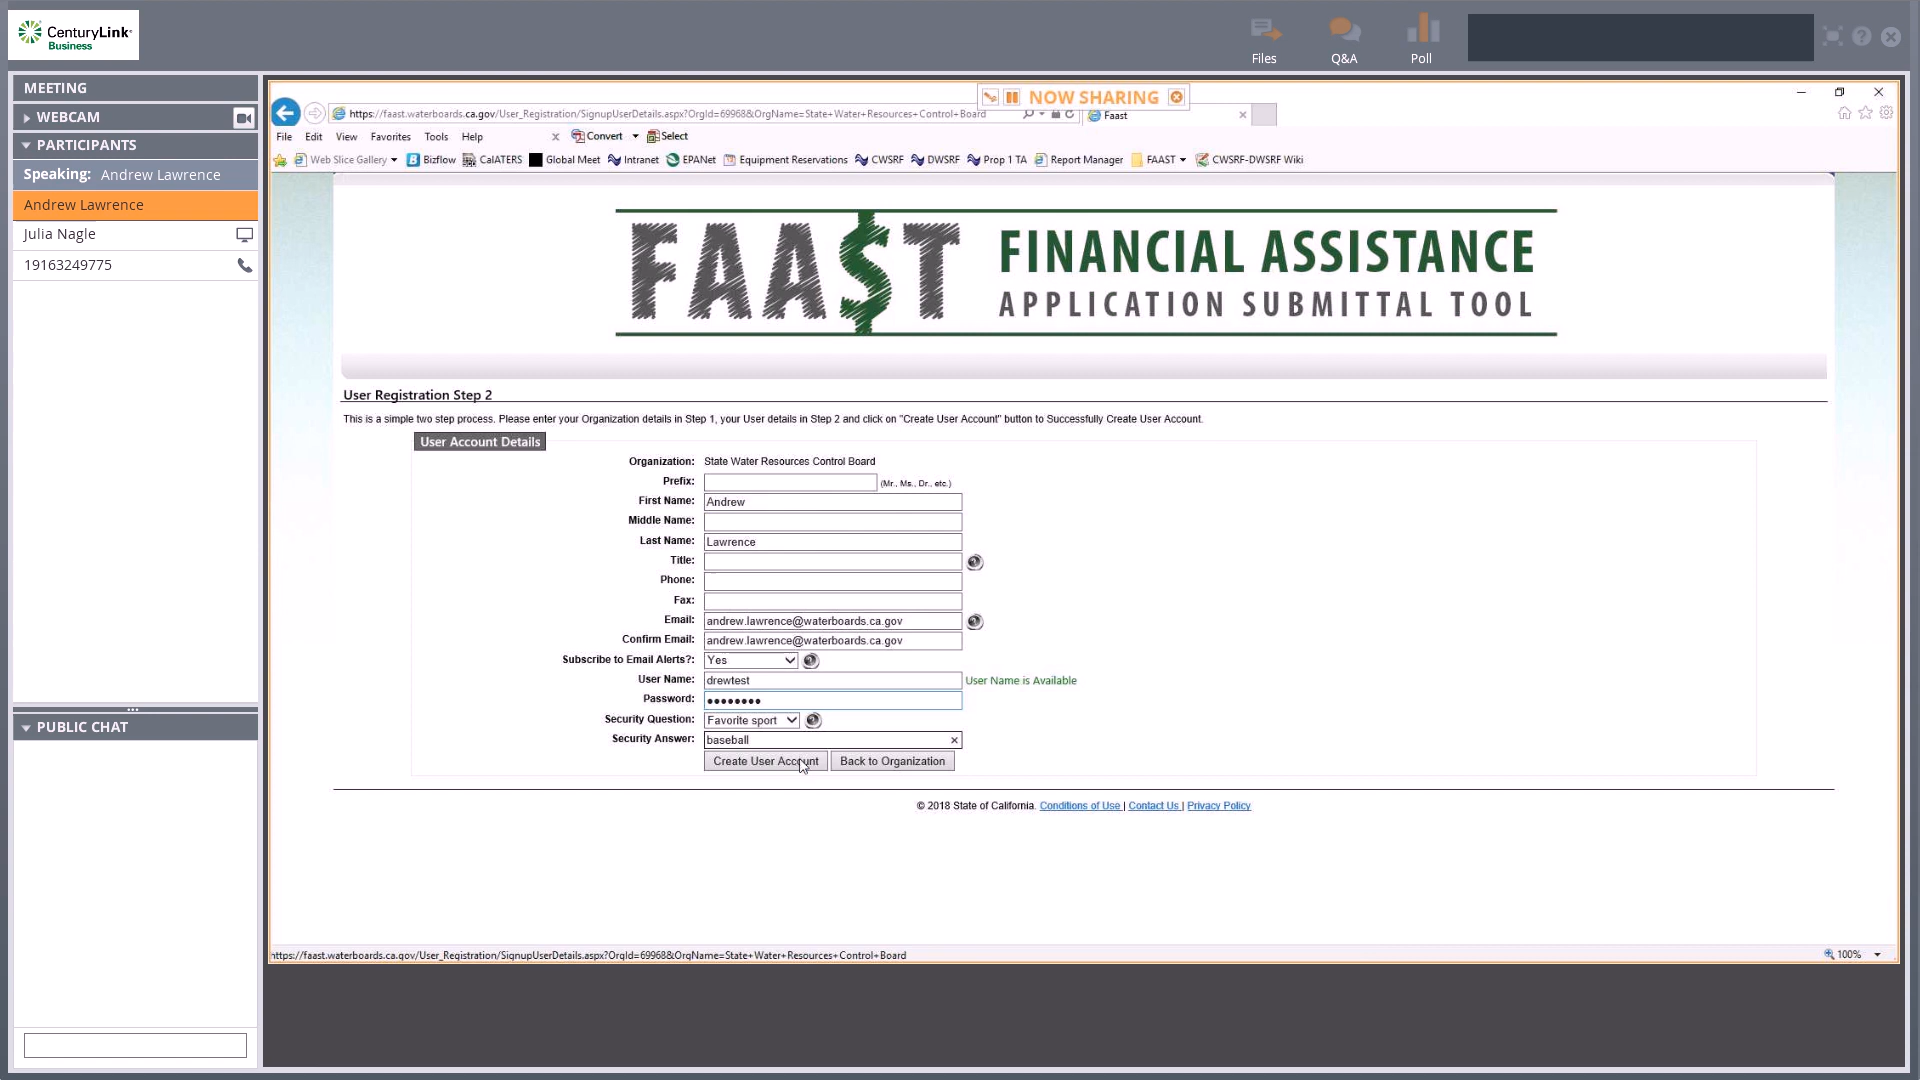 CenturyLink
Business
Files
Q&A
Poll
MEETING
WEBCAM
PARTICIPANTS
Speaking: Andrew Lawrence
Andrew Lawrence
Julia Nagle
19163249775
PUBLIC CHAT
NOW SHARING
https://faast.waterboards.ca.gov/User_Registration/SignupUserDetails.aspx?OrgId=69968&OrgName=State+Water+Resources+Control+Board
Faast
File Edit View Favorites Tools Help
x Convert Select
Web Slice Gallery Bizflow CalATERS Global Meet Intranet EPANet Equipment Reservations CWSRF DWSRF Prop 1 TA Report Manager FAAST CWSRF-DWSRF Wiki
FAA$T FINANCIAL ASSISTANCE
APPLICATION SUBMITTAL TOOL
User Registration Step 2
This is a simple two step process. Please enter your Organization details in Step 1, your User details in Step 2 and click on "Create User Account" button to Successfully Create User Account.
User Account Details
Organization: State Water Resources Control Board
Prefix: (Mr., Ms., Dr., etc.)
First Name: Andrew
Middle Name:
Last Name: Lawrence
Title:
Phone:
Fax:
Email: andrew.lawrence@waterboards.ca.gov
Confirm Email: andrew.lawrence@waterboards.ca.gov
Subscribe to Email Alerts?: Yes
User Name: drewtest User Name is Available
Password: ••••••••
Security Question: Favorite sport
Security Answer: baseball
Create User Account Back to Organization
© 2018 State of California. Conditions of Use | Contact Us | Privacy Policy
https://faast.waterboards.ca.gov/User_Registration/SignupUserDetails.aspx?OrgId=69968&OrgName=State+Water+Resources+Control+Board
100%